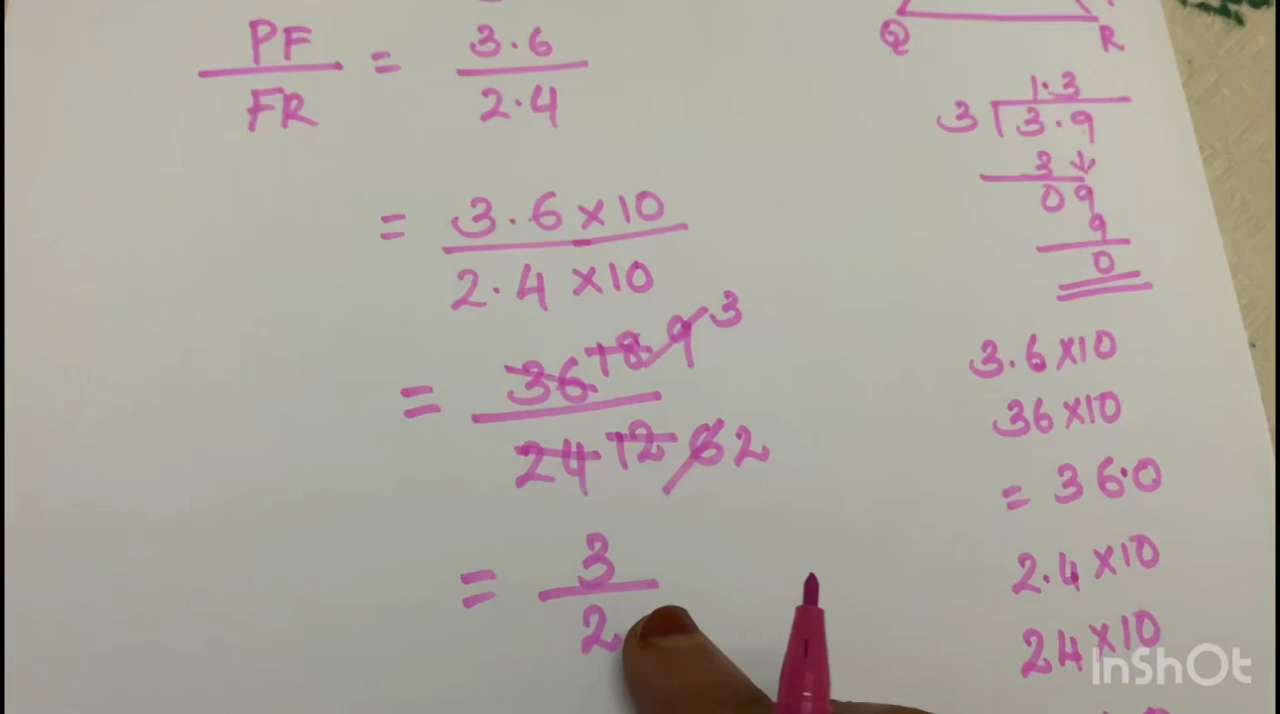 PF/FR = 3.6/2.4
= 3.6 × 10/2.4 × 10
= 36 18 9 3/24 12 6 2
= 3/2
Q R
1.3
3 3.9
3 ↓
09
9
0
3.6 × 10
36 × 10
= 36.0
2.4 × 10
24 × 10
InShOt